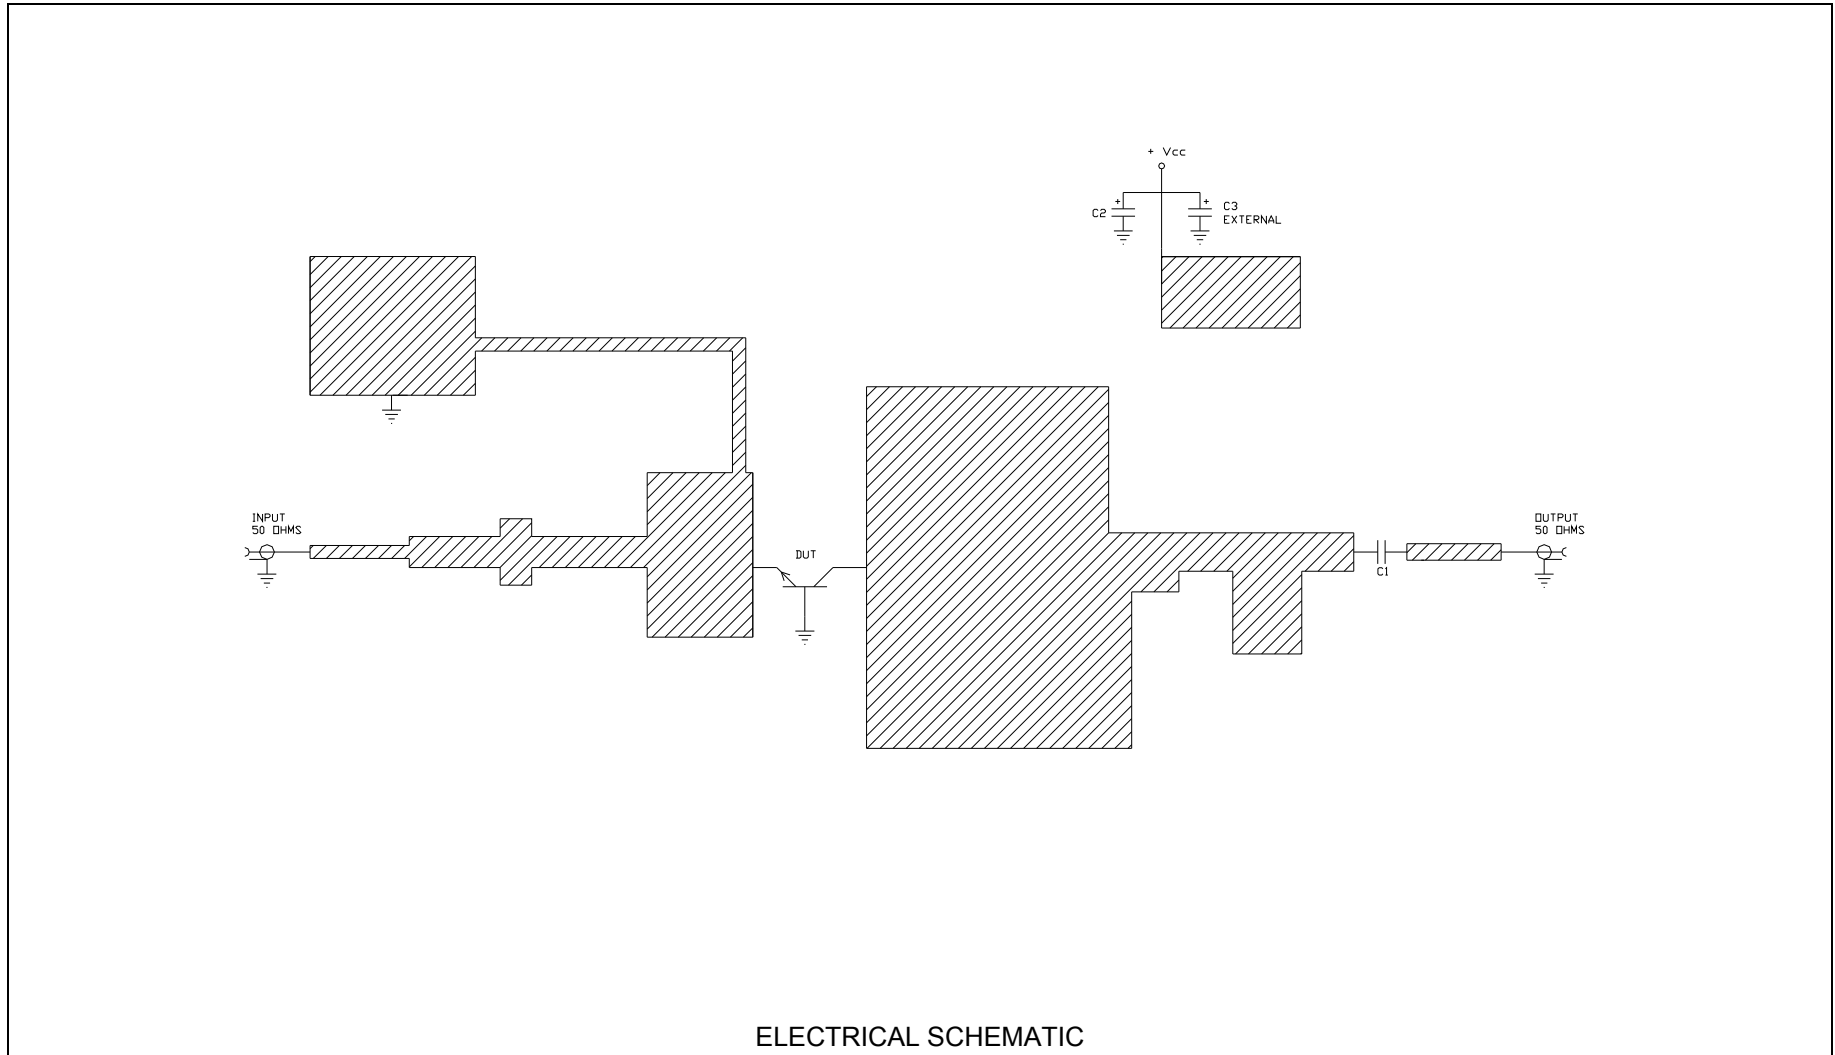 + Vcc
+
+
C2
C3
EXTERNAL
INPUT
50 OHMS
DUT
C1
OUTPUT
50 OHMS
ELECTRICAL SCHEMATIC